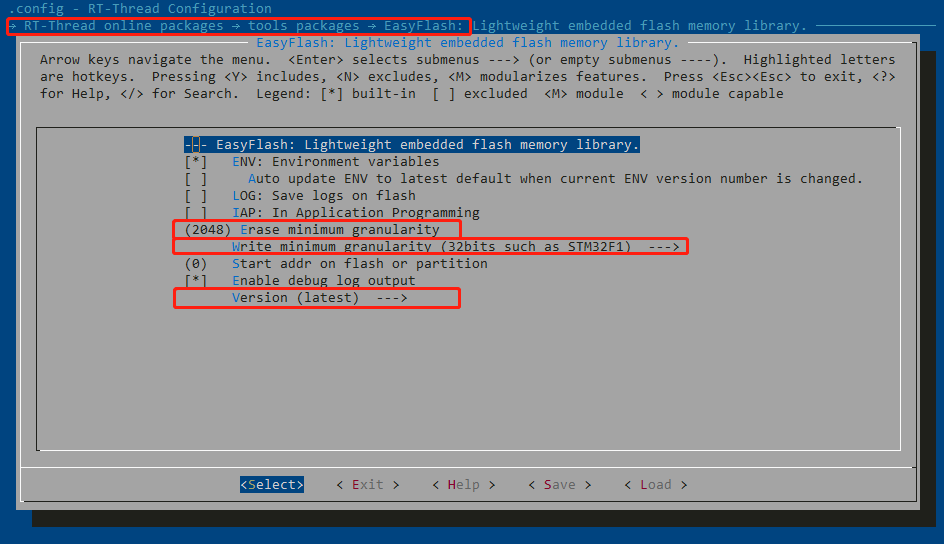 .config - RT-Thread Configuration
→ RT-Thread online packages → tools packages → EasyFlash: Lightweight embedded flash memory library.
EasyFlash: Lightweight embedded flash memory library.
Arrow keys navigate the menu. <Enter> selects submenus ---> (or empty submenus ----). Highlighted letters
are hotkeys. Pressing <Y> includes, <N> excludes, <M> modularizes features. Press <Esc><Esc> to exit, <?>
for Help, </> for Search. Legend: [*] built-in [ ] excluded <M> module < > module capable
--- EasyFlash: Lightweight embedded flash memory library.
[*] ENV: Environment variables
[ ] Auto update ENV to latest default when current ENV version number is changed.
[ ] LOG: Save logs on flash
[ ] IAP: In Application Programming
(2048) Erase minimum granularity
Write minimum granularity (32bits such as STM32F1) --->
(0) Start addr on flash or partition
[*] Enable debug log output
Version (latest) --->
<Select> < Exit > < Help > < Save > < Load >